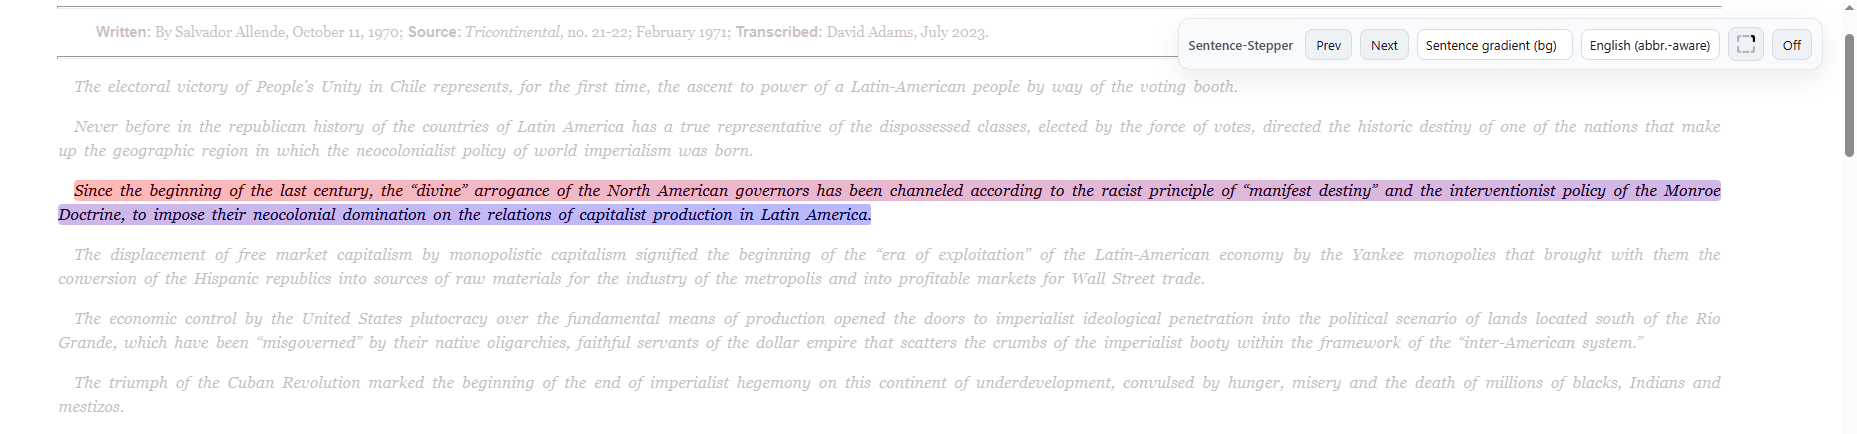 Written: By Salvador Allende, October 11, 1970; Source: Tricontinental, no. 21-22; February 1971; Transcribed: David Adams, July 2023.
Sentence-Stepper Prev Next Sentence gradient (bg) English (abbr.-aware) Off
The electoral victory of People's Unity in Chile represents, for the first time, the ascent to power of a Latin-American people by way of the voting booth.
Never before in the republican history of the countries of Latin America has a true representative of the dispossessed classes, elected by the force of votes, directed the historic destiny of one of the nations that make
up the geographic region in which the neocolonialist policy of world imperialism was born.
Since the beginning of the last century, the “divine” arrogance of the North American governors has been channeled according to the racist principle of “manifest destiny” and the interventionist policy of the Monroe
Doctrine, to impose their neocolonial domination on the relations of capitalist production in Latin America.
The displacement of free market capitalism by monopolistic capitalism signified the beginning of the “era of exploitation” of the Latin-American economy by the Yankee monopolies that brought with them the
conversion of the Hispanic republics into sources of raw materials for the industry of the metropolis and into profitable markets for Wall Street trade.
The economic control by the United States plutocracy over the fundamental means of production opened the doors to imperialist ideological penetration into the political scenario of lands located south of the Rio
Grande, which have been “misgoverned” by their native oligarchies, faithful servants of the dollar empire that scatters the crumbs of the imperialist booty within the framework of the “inter-American system.”
The triumph of the Cuban Revolution marked the beginning of the end of imperialist hegemony on this continent of underdevelopment, convulsed by hunger, misery and the death of millions of blacks, Indians and
mestizos.